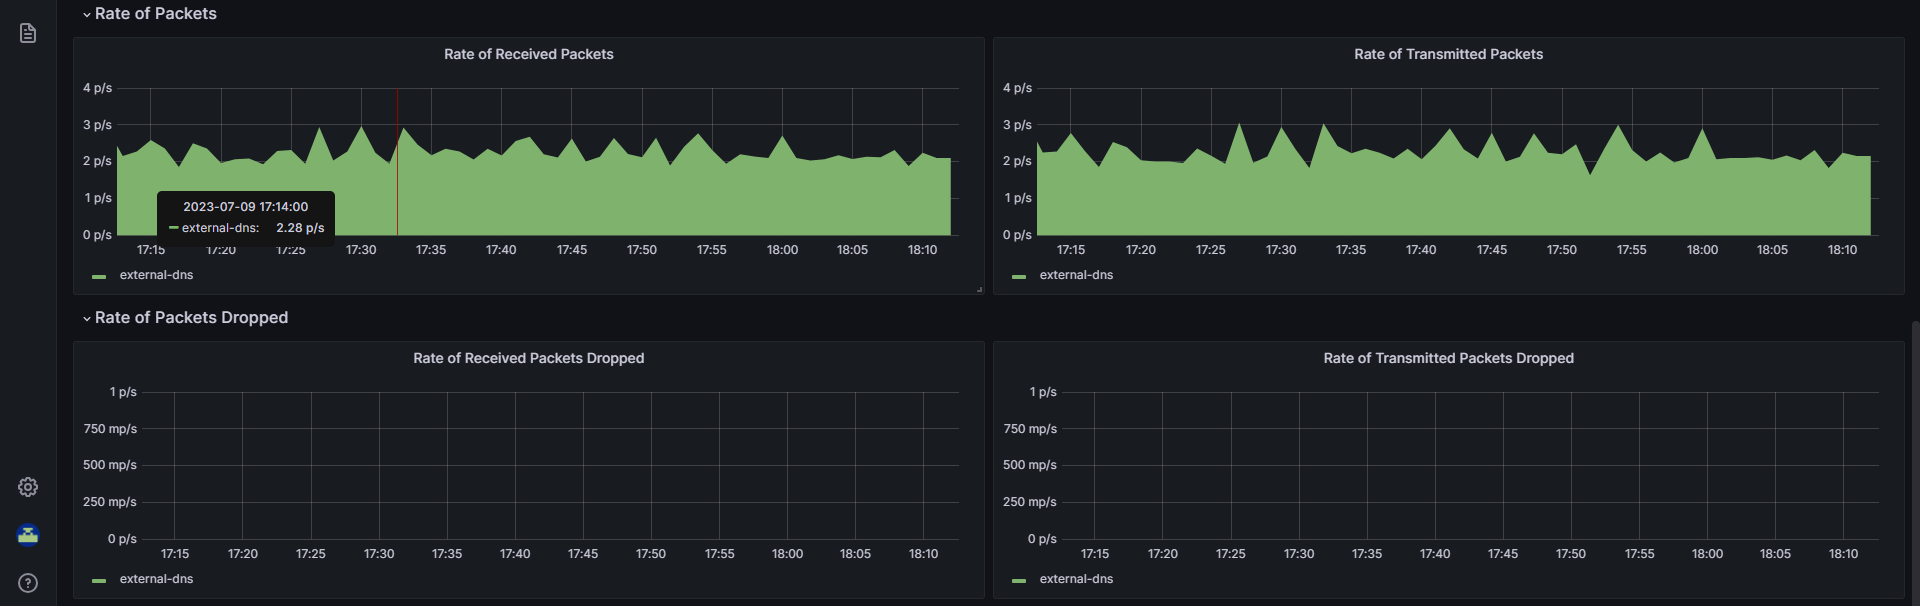 Rate of Packets
Rate of Received Packets
4 p/s
3 p/s
2 p/s
1 p/s
0 p/s
2023-07-09 17:14:00
external-dns: 2.28 p/s
17:15 17:20 17:25 17:30 17:35 17:40 17:45 17:50 17:55 18:00 18:05 18:10
external-dns
Rate of Transmitted Packets
4 p/s
3 p/s
2 p/s
1 p/s
0 p/s
17:15 17:20 17:25 17:30 17:35 17:40 17:45 17:50 17:55 18:00 18:05 18:10
external-dns
Rate of Packets Dropped
Rate of Received Packets Dropped
1 p/s
750 mp/s
500 mp/s
250 mp/s
0 p/s
17:15 17:20 17:25 17:30 17:35 17:40 17:45 17:50 17:55 18:00 18:05 18:10
external-dns
Rate of Transmitted Packets Dropped
1 p/s
750 mp/s
500 mp/s
250 mp/s
0 p/s
17:15 17:20 17:25 17:30 17:35 17:40 17:45 17:50 17:55 18:00 18:05 18:10
external-dns